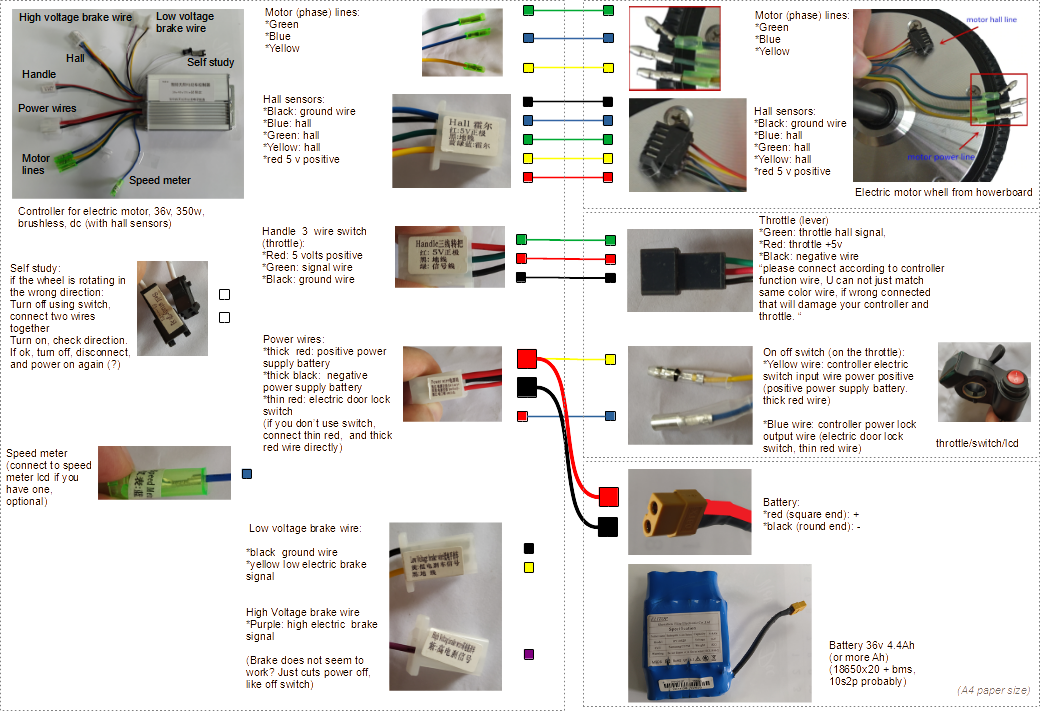 High voltage brake wire
Low voltage
brake wire
Hall
Self study
Handle
Power wires
Motor
lines
Speed meter
Controller for electric motor, 36v, 350w,
brushless, dc (with hall sensors)
Self study:
if the wheel is rotating in
the wrong direction:
Turn off using switch,
connect two wires
together
Turn on, check direction.
If ok, turn off, disconnect,
and power on again (?)
Speed meter
(connect to speed
meter lcd if you
have one,
optional)
Motor (phase) lines:
*Green
*Blue
*Yellow
Hall sensors:
*Black: ground wire
*Blue: hall
*Green: hall
*Yellow: hall
*red 5 v positive
Hall 霍尔
红:5V正极
黑:地线
蓝绿黄:霍尔
Handle 3 wire switch
(throttle):
*Red: 5 volts positive
*Green: signal wire
*Black: ground wire
Handle三线转把
红: 5V正极
黑: 地线
绿: 信号线
Power wires:
*thick red: positive power
supply battery
*thick black: negative
power supply battery
*thin red: electric door lock
switch
(if you don't use switch,
connect thin red, and thick
red wire directly)
Low voltage brake wire:
*black ground wire
*yellow low electric brake
signal
High Voltage brake wire
*Purple: high electric brake
signal
(Brake does not seem to
work? Just cuts power off,
like off switch)
Motor (phase) lines:
*Green
*Blue
*Yellow
motor hall line
motor power line
Hall sensors:
*Black: ground wire
*Blue: hall
*Green: hall
*Yellow: hall
*red 5 v positive
Electric motor whell from howerboard
Throttle (lever)
*Green: throttle hall signal,
*Red: throttle +5v
*Black: negative wire
“please connect according to controller
function wire, U can not just match
same color wire, if wrong connected
that will damage your controller and
throttle. “
On off switch (on the throttle):
*Yellow wire: controller electric
switch input wire power positive
(positive power supply battery.
thick red wire)
*Blue wire: controller power lock
output wire (electric door lock
switch, thin red wire)
throttle/switch/lcd
Battery:
*red (square end): +
*black (round end): -
Battery 36v 4.4Ah
(or more Ah)
(18650x20 + bms,
10s2p probably)
(A4 paper size)